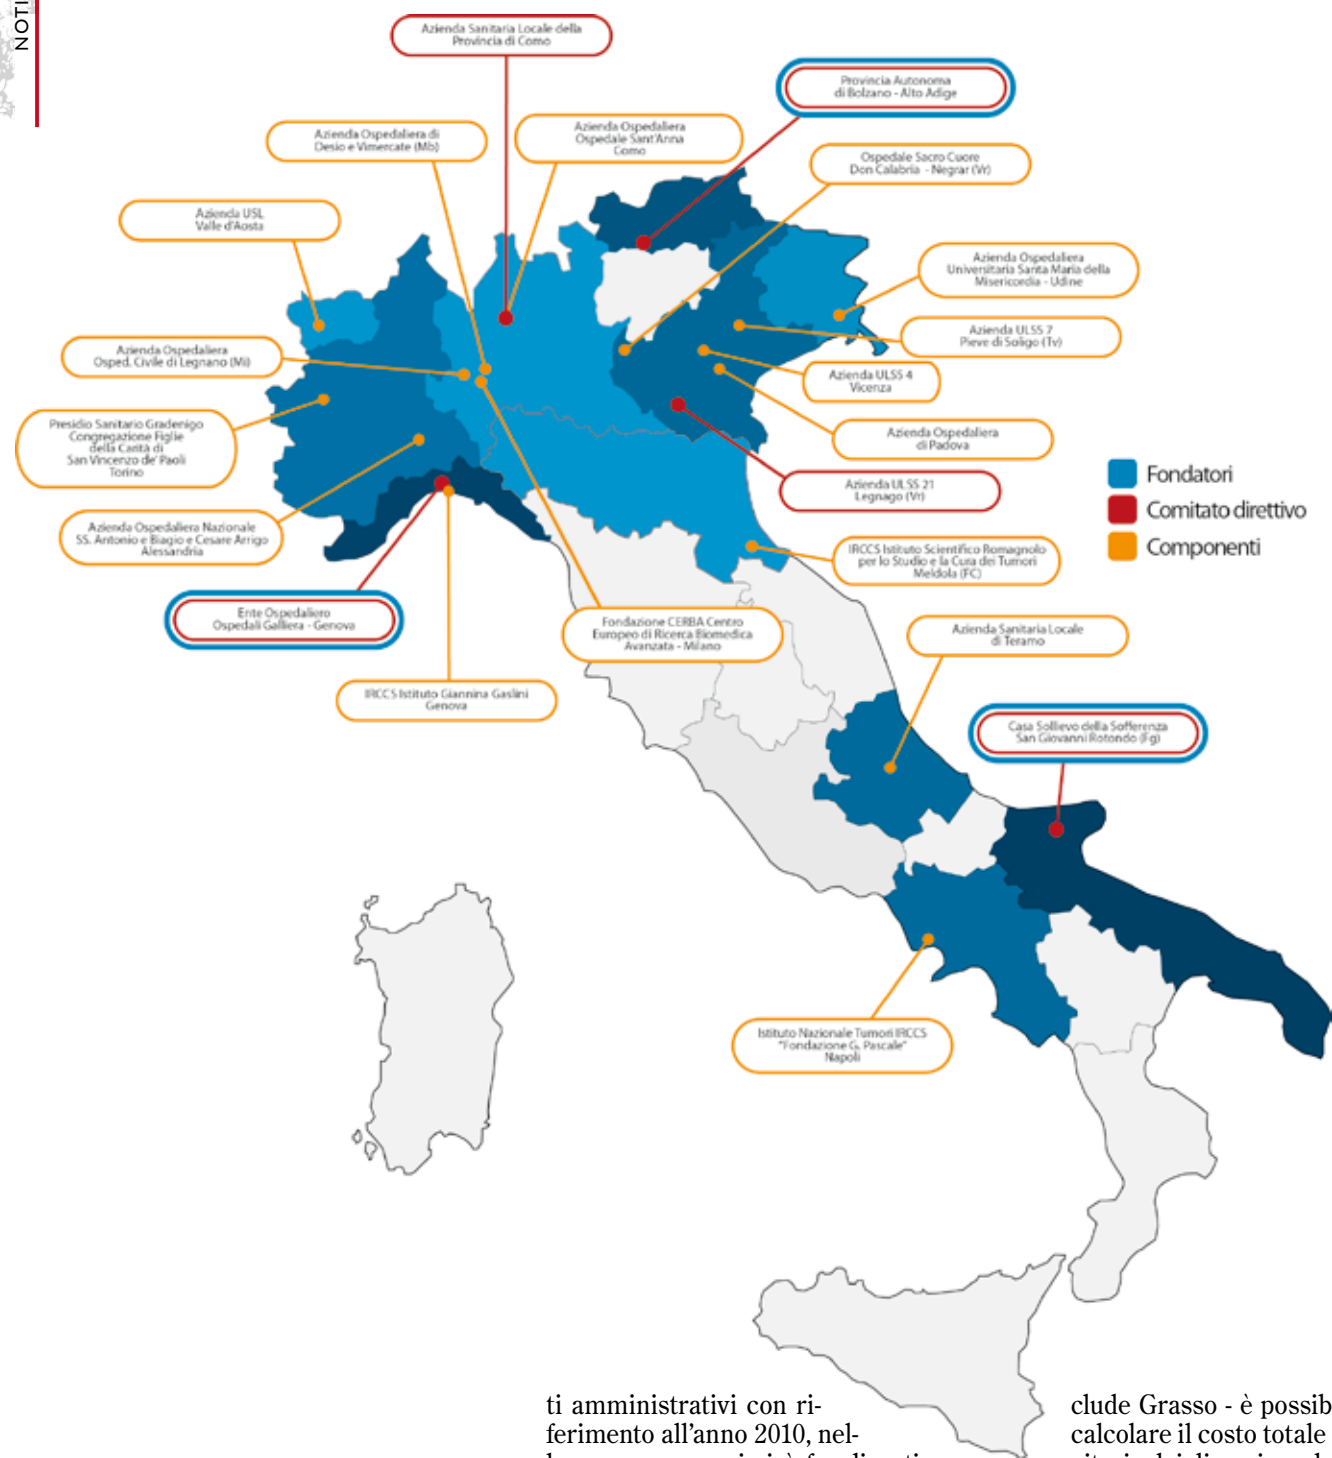 NOTI
Azienda Sanitaria Locale della
Provincia di Como
Provincia Autonoma
di Bolzano - Alto Adige
Azienda Ospedaliera di
Desio e Vimercate (Mb)
Azienda Ospedaliera
Ospedale Sant'Anna
Como
Ospedale Sacro Cuore
Don Calabria - Negrar (Vr)
Azienda USL
Valle d'Aosta
Azienda Ospedaliera
Universitaria Santa Maria della
Misericordia - Udine
Azienda ULSS 7
Pieve di Soligo (Tv)
Azienda Ospedaliera
Osped. Civile di Legnano (Mi)
Azienda ULSS 4
Vicenza
Presidio Sanitario Gradenigo
Congregazione Figlie
della Carità di
San Vincenzo de' Paoli
Torino
Azienda Ospedaliera
di Padova
Azienda ULSS 21
Legnago (Vr)
Fondatori
Comitato direttivo
Componenti
Azienda Ospedaliera Nazionale
SS. Antonio e Biagio e Cesare Arrigo
Alessandria
IRCCS Istituto Scientifico Romagnolo
per lo Studio e la Cura dei Tumori
Meldola (FC)
Ente Ospedaliero
Ospedali Galliera - Genova
Fondazione CERBA Centro
Europeo di Ricerca Biomedica
Avanzata - Milano
Azienda Sanitaria Locale
di Teramo
IRCCS Istituto Giannina Gaslini
Genova
Casa Sollievo della Sofferenza
San Giovanni Rotondo (Fg)
Istituto Nazionale Tumori IRCCS
"Fondazione G. Pascale"
Napoli
ti amministrativi con ri-
ferimento all'anno 2010, nel-
clude Grasso - è possib
calcolare il costo totale